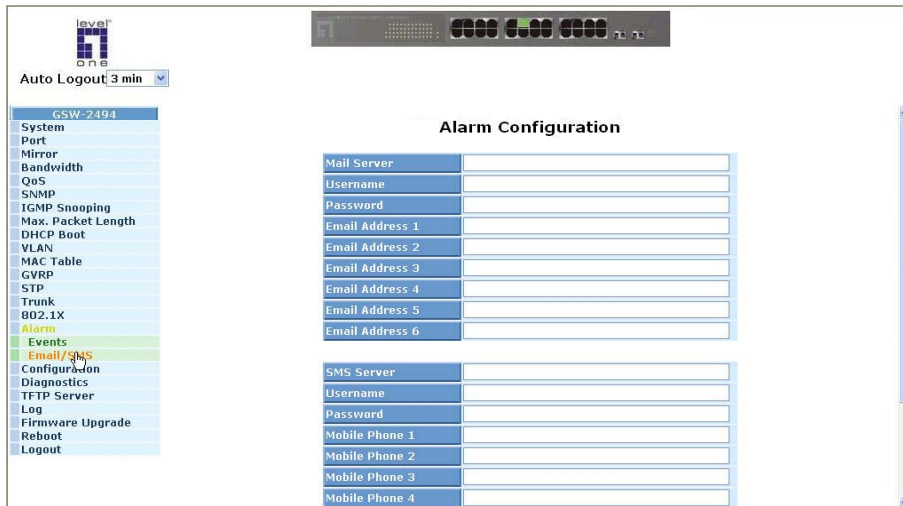 level
one
Auto Logout 3 min
GSW-2494
System
Port
Mirror
Bandwidth
QoS
SNMP
IGMP Snooping
Max. Packet Length
DHCP Boot
VLAN
MAC Table
GVRP
STP
Trunk
802.1X
Alarm
Events
Email/SMS
Configuration
Diagnostics
TFTP Server
Log
Firmware Upgrade
Reboot
Logout
Alarm Configuration
Mail Server
Username
Password
Email Address 1
Email Address 2
Email Address 3
Email Address 4
Email Address 5
Email Address 6
SMS Server
Username
Password
Mobile Phone 1
Mobile Phone 2
Mobile Phone 3
Mobile Phone 4